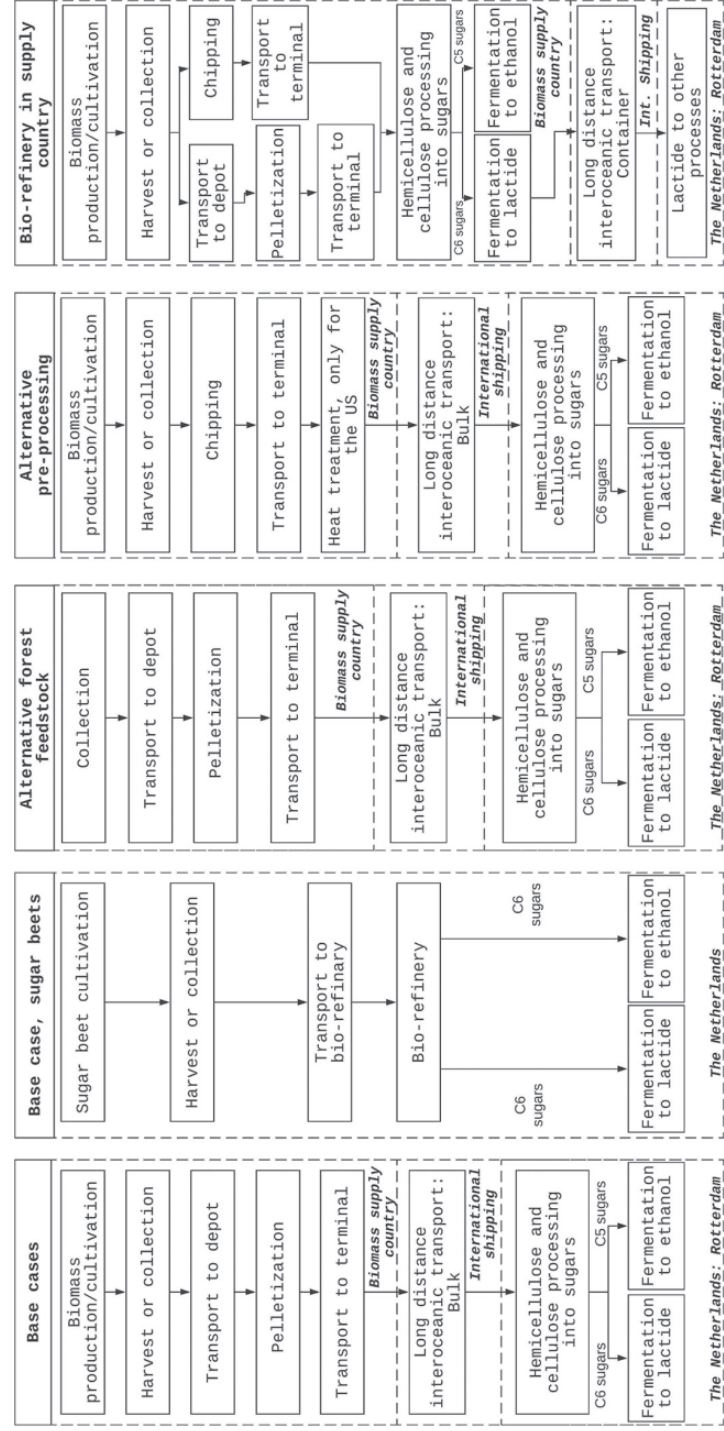 Base cases
Biomass
production/cultivation
Harvest or collection
Transport to depot
Pelletization
Transport to terminal
Biomass supply
country
Long distance
interoceanic transport:
Bulk
International
shipping
Hemicellulose and
cellulose processing
into sugars
C6 sugars
C5 sugars
Fermentation
to lactide
Fermentation
to ethanol
The Netherlands: Rotterdam
Base case, sugar beets
Sugar beet cultivation
Harvest or collection
Transport to
bio-refinary
Bio-refinery
C6
sugars
C6
sugars
Fermentation
to lactide
Fermentation
to ethanol
The Netherlands
Alternative forest
feedstock
Collection
Transport to depot
Pelletization
Transport to terminal
Biomass supply
country
Long distance
interoceanic transport:
Bulk
International
shipping
Hemicellulose and
cellulose processing
into sugars
C6 sugars
C5 sugars
Fermentation
to lactide
Fermentation
to ethanol
The Netherlands: Rotterdam
Alternative
pre-processing
Biomass
production/cultivation
Harvest or collection
Chipping
Transport to terminal
Heat treatment, only for
the US
Biomass supply
country
Long distance
interoceanic transport:
Bulk
International
shipping
Hemicellulose and
cellulose processing
into sugars
C6 sugars
C5 sugars
Fermentation
to lactide
Fermentation
to ethanol
The Netherlands: Rotterdam
Bio-refinery in supply
country
Biomass
production/cultivation
Harvest or collection
Transport
to depot
Chipping
Pelletization
Transport
to
terminal
Transport to
terminal
Hemicellulose and
cellulose processing
into sugars
C6 sugars
C5 sugars
Fermentation
to lactide
Fermentation
to ethanol
Biomass supply
country
Long distance
interoceanic transport:
Container
Int. Shipping
Lactide to other
processes
The Netherlands: Rotterdam